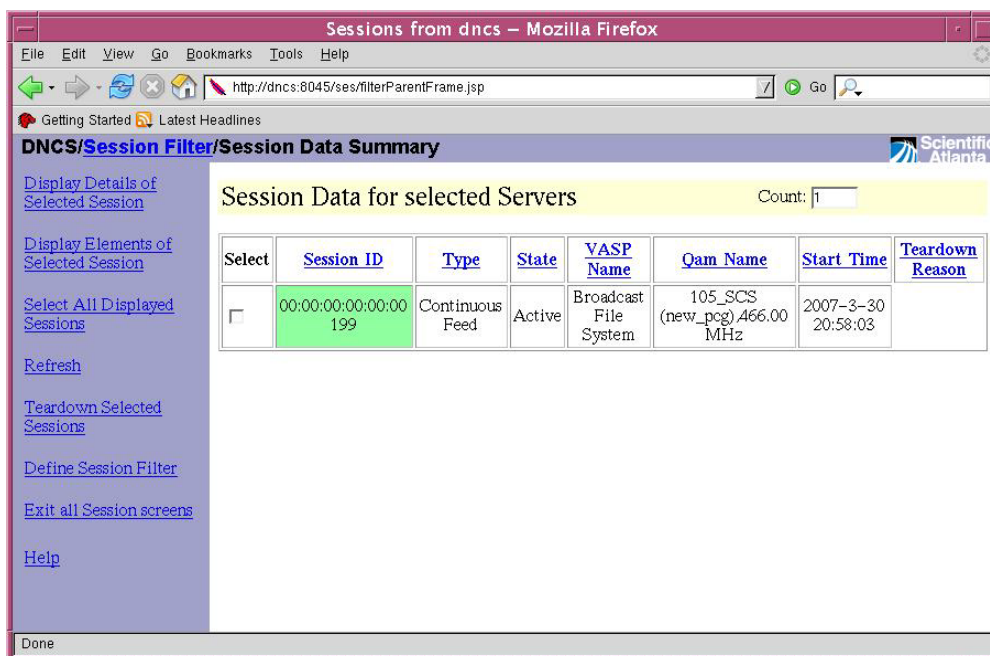 Sessions from dncs – Mozilla Firefox
File Edit View Go Bookmarks Tools Help
http://dncs:8045/ses/filterParentFrame.jsp
Go
Getting Started Latest Headlines
DNCS/Session Filter/Session Data Summary
Scientific
Atlanta
Display Details of
Selected Session
Display Elements of
Selected Session
Select All Displayed
Sessions
Refresh
Teardown Selected
Sessions
Define Session Filter
Exit all Session screens
Help
Session Data for selected Servers
Count: 1
Select Session ID Type State VASP Name Qam Name Start Time Teardown Reason
00:00:00:00:00:00
199
Continuous
Feed
Active
Broadcast
File
System
105_SCS
(new_pcg),466.00
MHz
2007-3-30
20:58:03
Done